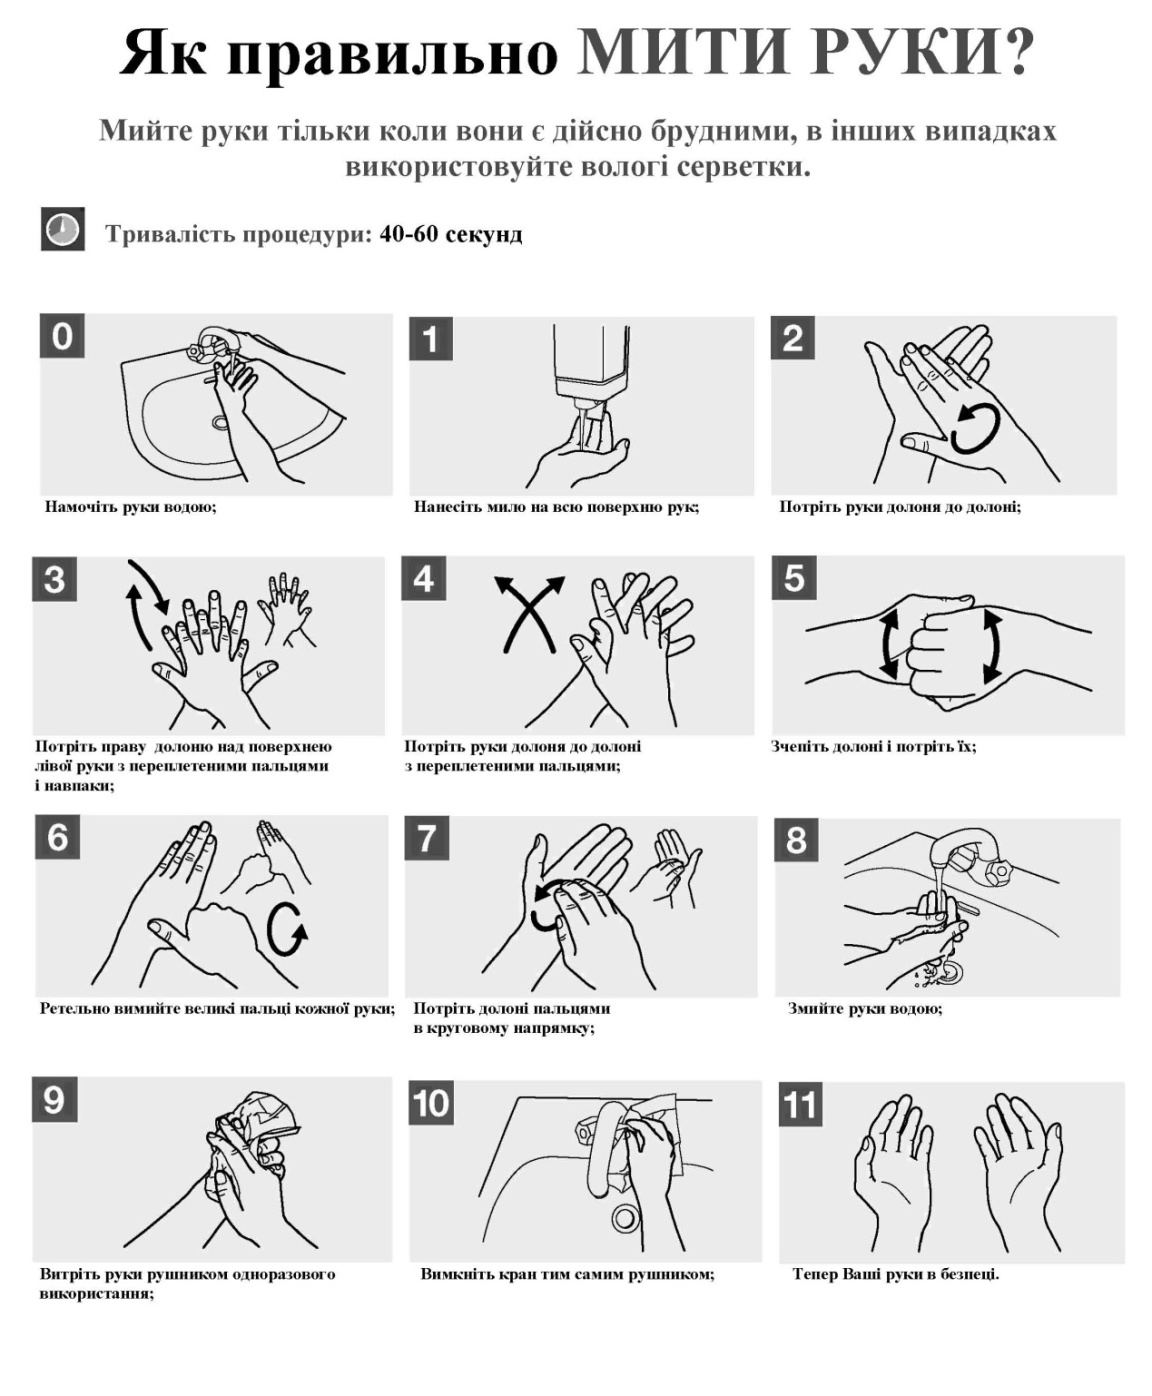 Як правильно МИТИ РУКИ?
Мийте руки тільки коли вони є дійсно брудними, в інших випадках
використовуйте вологі серветки.
Тривалість процедури: 40-60 секунд
0
Намочіть руки водою;
1
Нанесіть мило на всю поверхню рук;
2
Потріть руки долоня до долоні;
3
Потріть праву долоню над поверхнею
лівої руки з переплетеними пальцями
і навпаки;
4
Потріть руки долоня до долоні
з переплетеними пальцями;
5
Зчепіть долоні і потріть їх;
6
Ретельно вимийте великі пальці кожної руки;
7
Потріть долоні пальцями
в круговому напрямку;
8
Змийте руки водою;
9
Витріть руки рушником одноразового
використання;
10
Вимкніть кран тим самим рушником;
11
Тепер Ваші руки в безпеці.